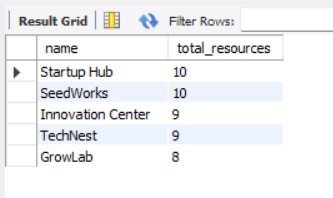 Result Grid Filter Rows:
name total_resources
Startup Hub 10
SeedWorks 10
Innovation Center 9
TechNest 9
GrowLab 8